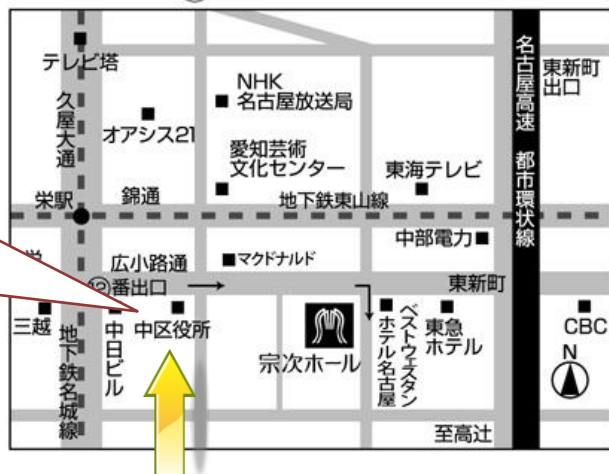 テレビ塔
久屋大通
オアシス21
NHK
名古屋放送局
愛知芸術
文化センター
東海テレビ
名古屋高速 都市環状線
東新町
出口
栄駅
錦通
地下鉄東山線
中部電力
広小路通
マクドナルド
⑫番出口
東新町
三越
地下鉄名城線
中日ビル
中区役所
宗次ホール
ベストウェスタン
ホテル名古屋
東急
ホテル
CBC
N
至高辻